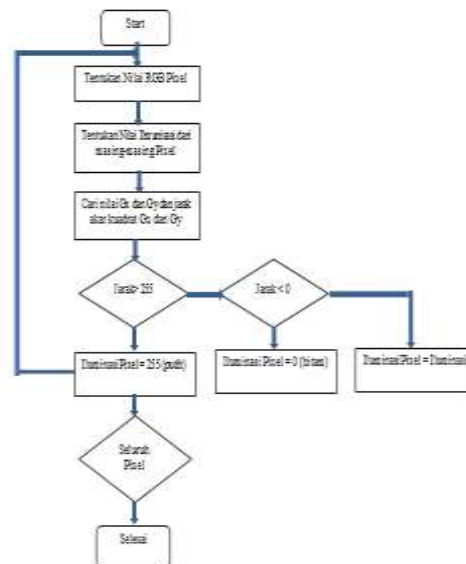 Start
Tentukan Nilai RGB Pixel
Tentukan Nilai Iluminasi dari
masing-masing Pixel
Cari nilai Gx dan Gy dan jarak
akar kuadrat Gx dan Gy
Jarak> 255
Jarak < 0
Iluminasi Pixel = 255 (putih)
Iluminasi Pixel = 0 (hitam)
Iluminasi Pixel = Iluminasi
Seluruh
Pixel
Selesai